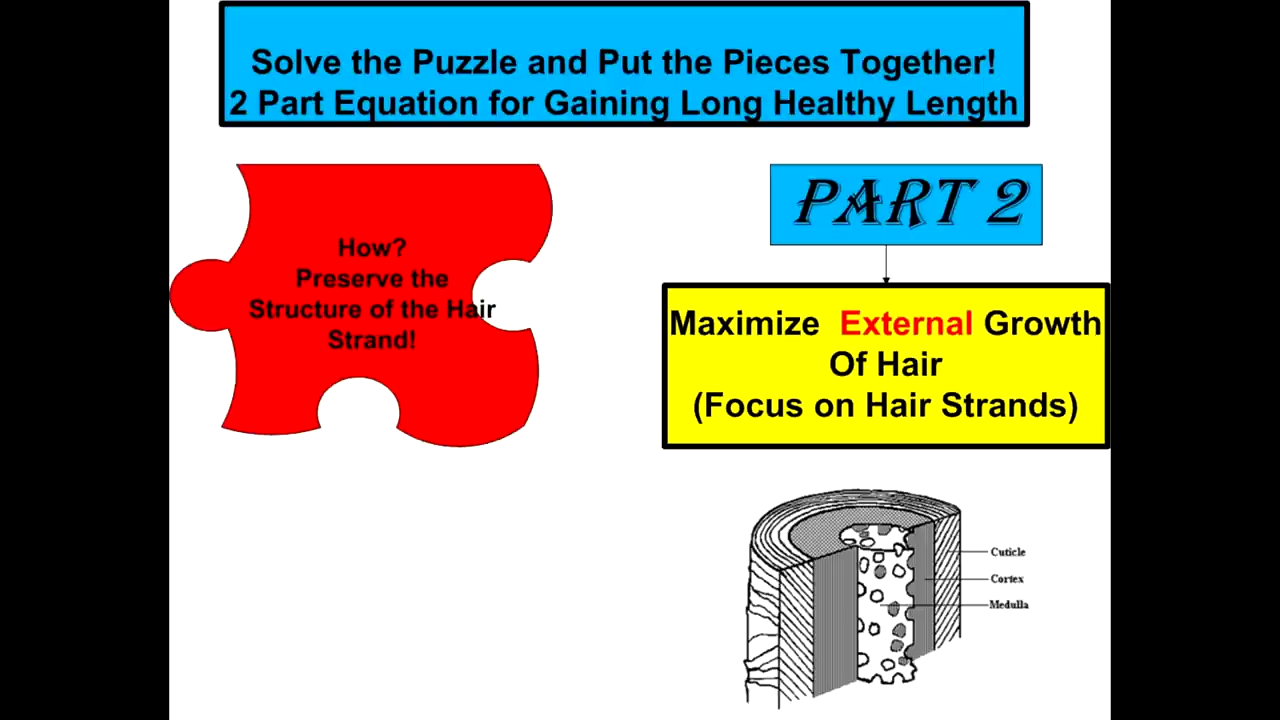 Solve the Puzzle and Put the Pieces Together!
2 Part Equation for Gaining Long Healthy Length
How?
Preserve the
Structure of the Hair
Strand!
PART 2
Maximize External Growth
Of Hair
(Focus on Hair Strands)
Cuticle
Cortex
Medulla